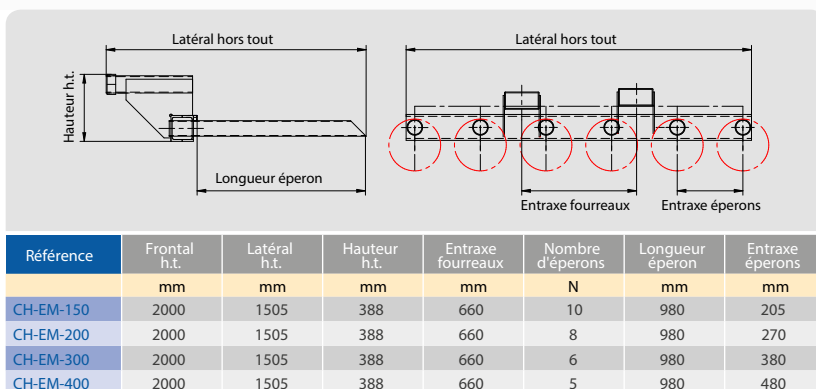 Latéral hors tout
Latéral hors tout
Hauteur h.t.
Longueur éperon
Entraxe fourreaux
Entraxe éperons
Référence Frontal h.t. Latéral h.t. Hauteur h.t. Entraxe fourreaux Nombre d'éperons Longueur éperon Entraxe éperons
mm mm mm mm N mm mm
CH-EM-150 2000 1505 388 660 10 980 205
CH-EM-200 2000 1505 388 660 8 980 270
CH-EM-300 2000 1505 388 660 6 980 380
CH-EM-400 2000 1505 388 660 5 980 480